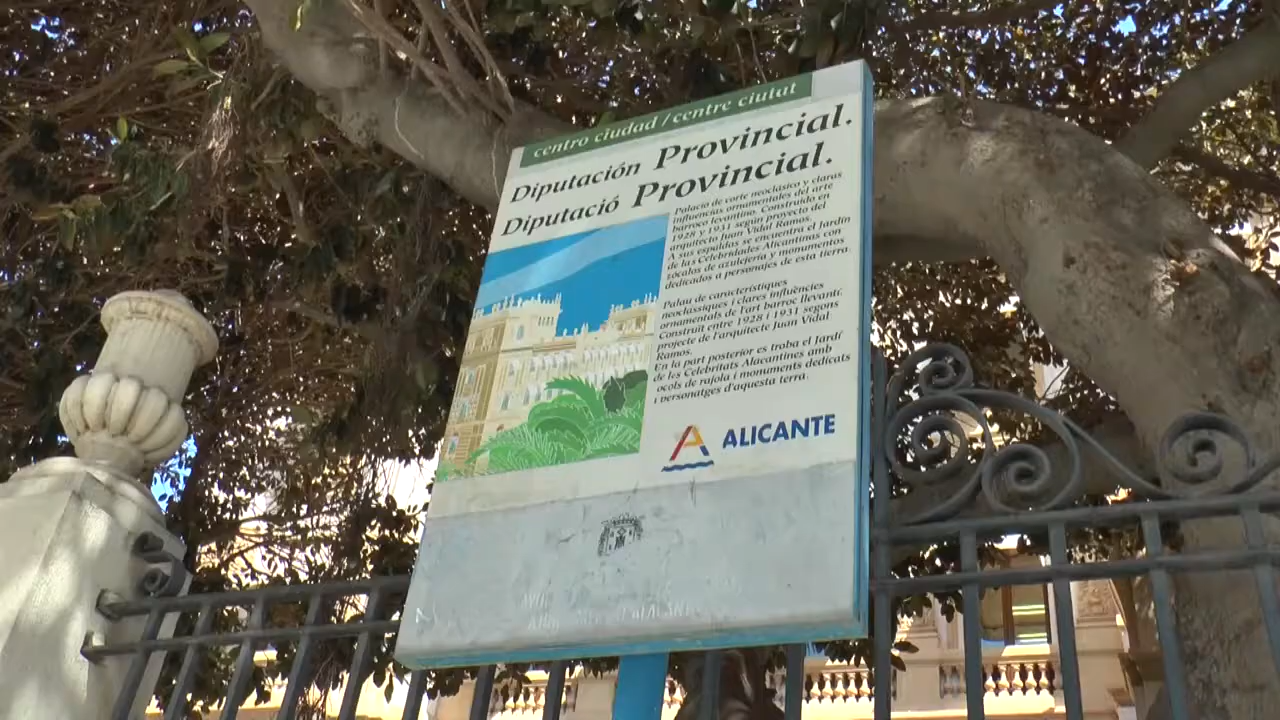 centro ciudad / centre ciutat
Diputación Provincial.
Diputació Provincial.
Palacio de corte neoclásico y claras
influencias ornamentales del arte
barroco levantino. Construido en
1928 y 1931 según proyecto del
arquitecto Juan Vidal Ramos.
A sus espaldas se encuentra el Jardín
de las Celebridades Alicantinas con
zócalos de azulejería y monumentos
dedicados a personajes de esta tierra.
Palau de característiques
neoclàssiques i clares influències
ornamentals de l'art barroc llevantí.
Construït entre 1928 i 1931 segons
projecte de l'arquitecte Juan Vidal
Ramos.
En la part posterior es troba el Jardí
de les Celebritats Alacantines amb
ocols de rajola i monuments dedicats
i personatges d'aquesta terra.
ALICANTE